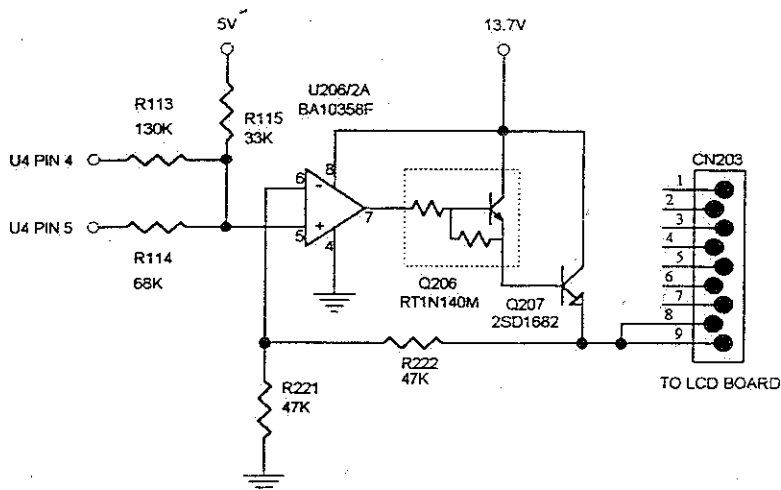 5V
13.7V
U206/2A
BA10358F
R113
130K
R115
33K
U4 PIN 4
CN203
8
6
-
7
1
2
3
4
5
6
7
8
9
U4 PIN 5
+
5
4
R114
68K
Q206
RT1N140M
Q207
2SD1682
R222
47K
TO LCD BOARD
R221
47K